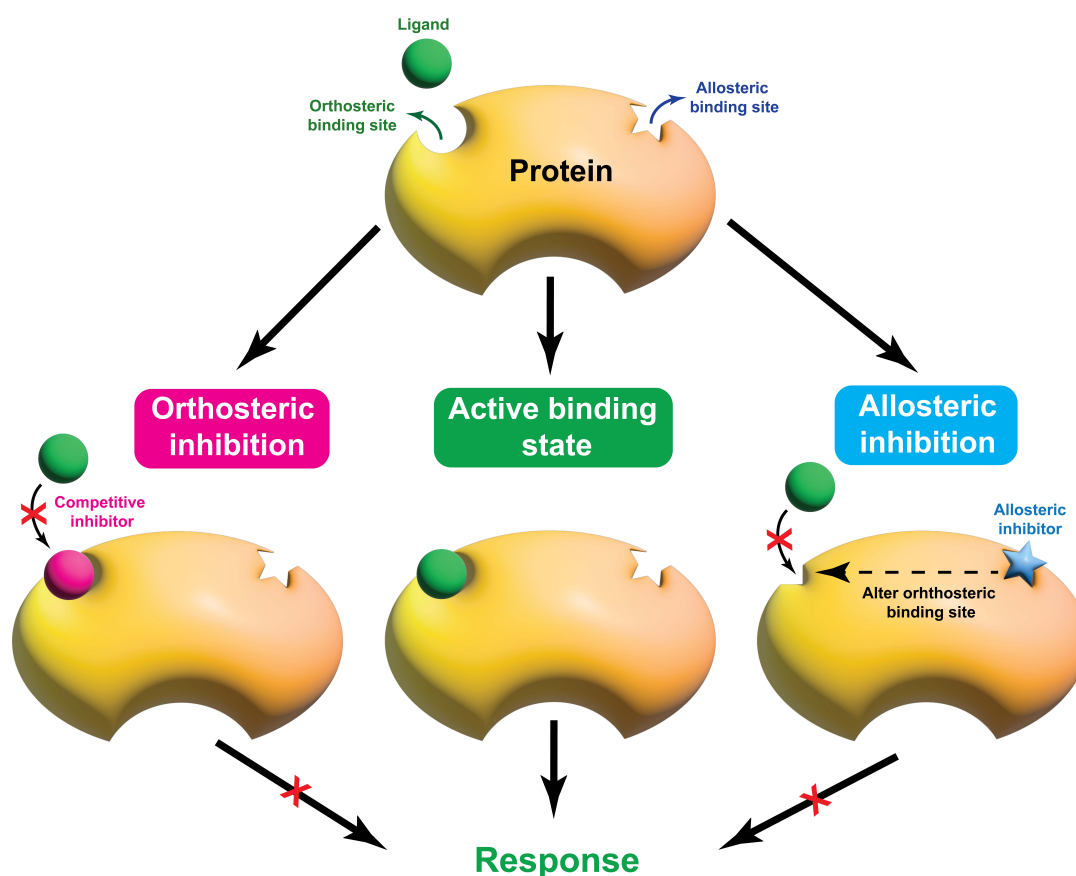 Ligand
Orthosteric
binding site
Allosteric
binding site
Protein
Orthosteric
inhibition
Active binding
state
Allosteric
inhibition
Competitive
inhibitor
Allosteric
inhibitor
Alter orhthosteric
binding site
Response